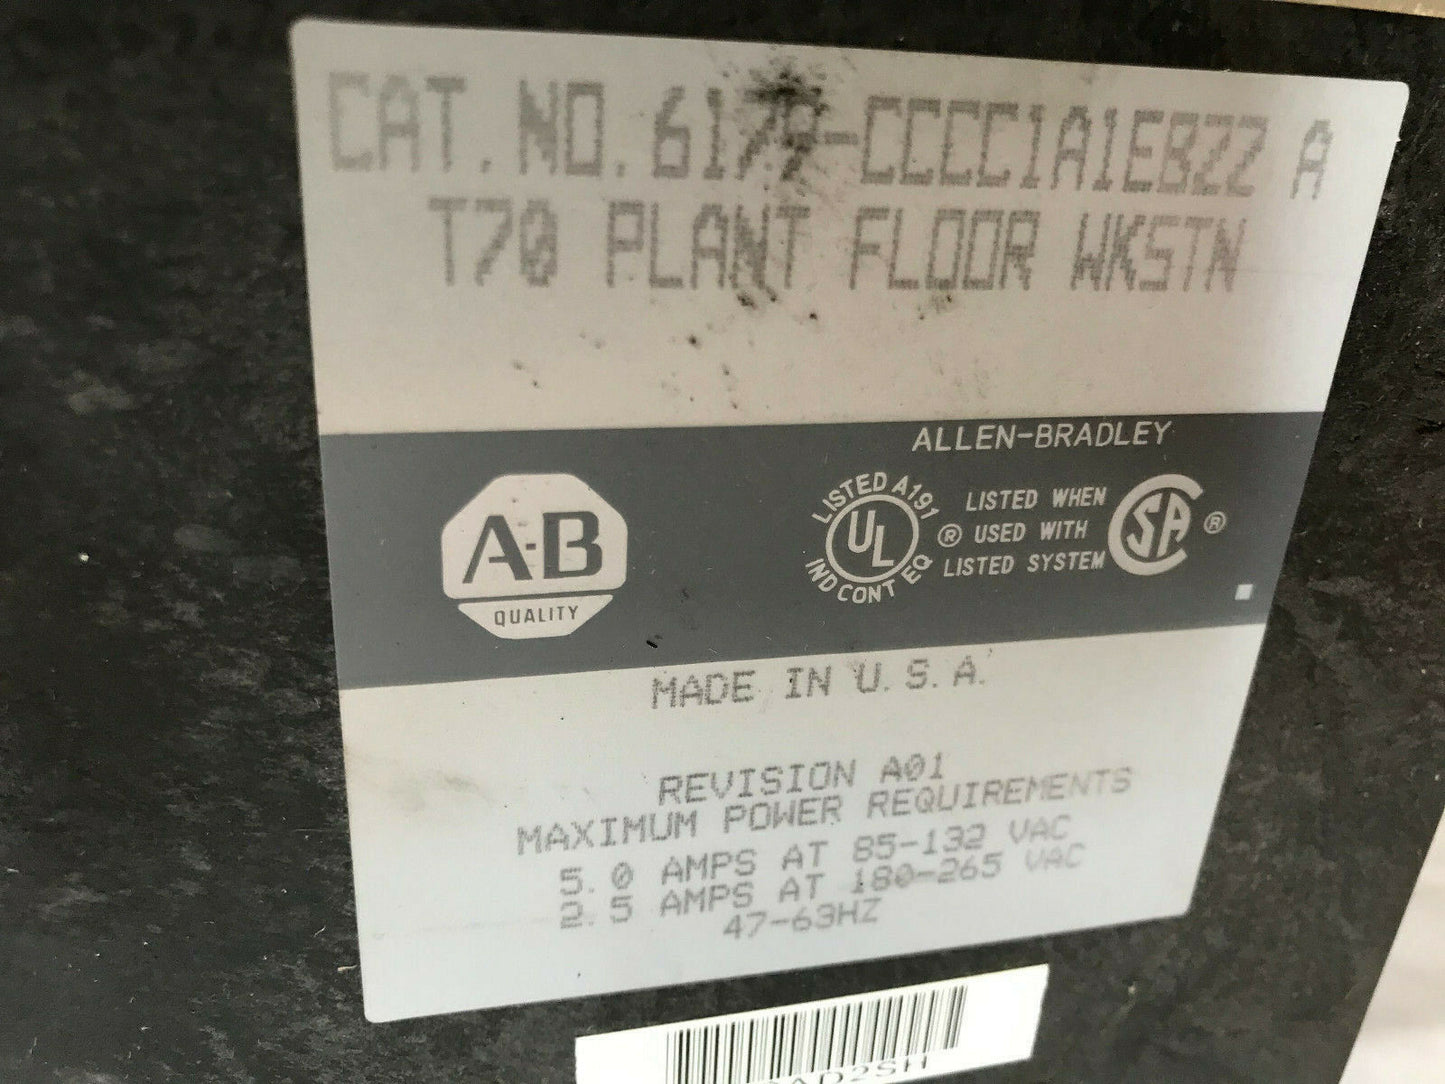 CAT. NO. CCCC1A1EBZZ A
T70 PLANT FLOOR WKSTN
ALLEN-BRADLEY
A-B
QUALITY
LISTED A191
UL
IND CONT EQ
®
LISTED WHEN
USED WITH
LISTED SYSTEM
SA ®
MADE IN U.S.A.
REVISION A01
MAXIMUM POWER REQUIREMENTS
5.0 AMPS AT 85-132 VAC
2.5 AMPS AT 180-265 VAC
47-63HZ